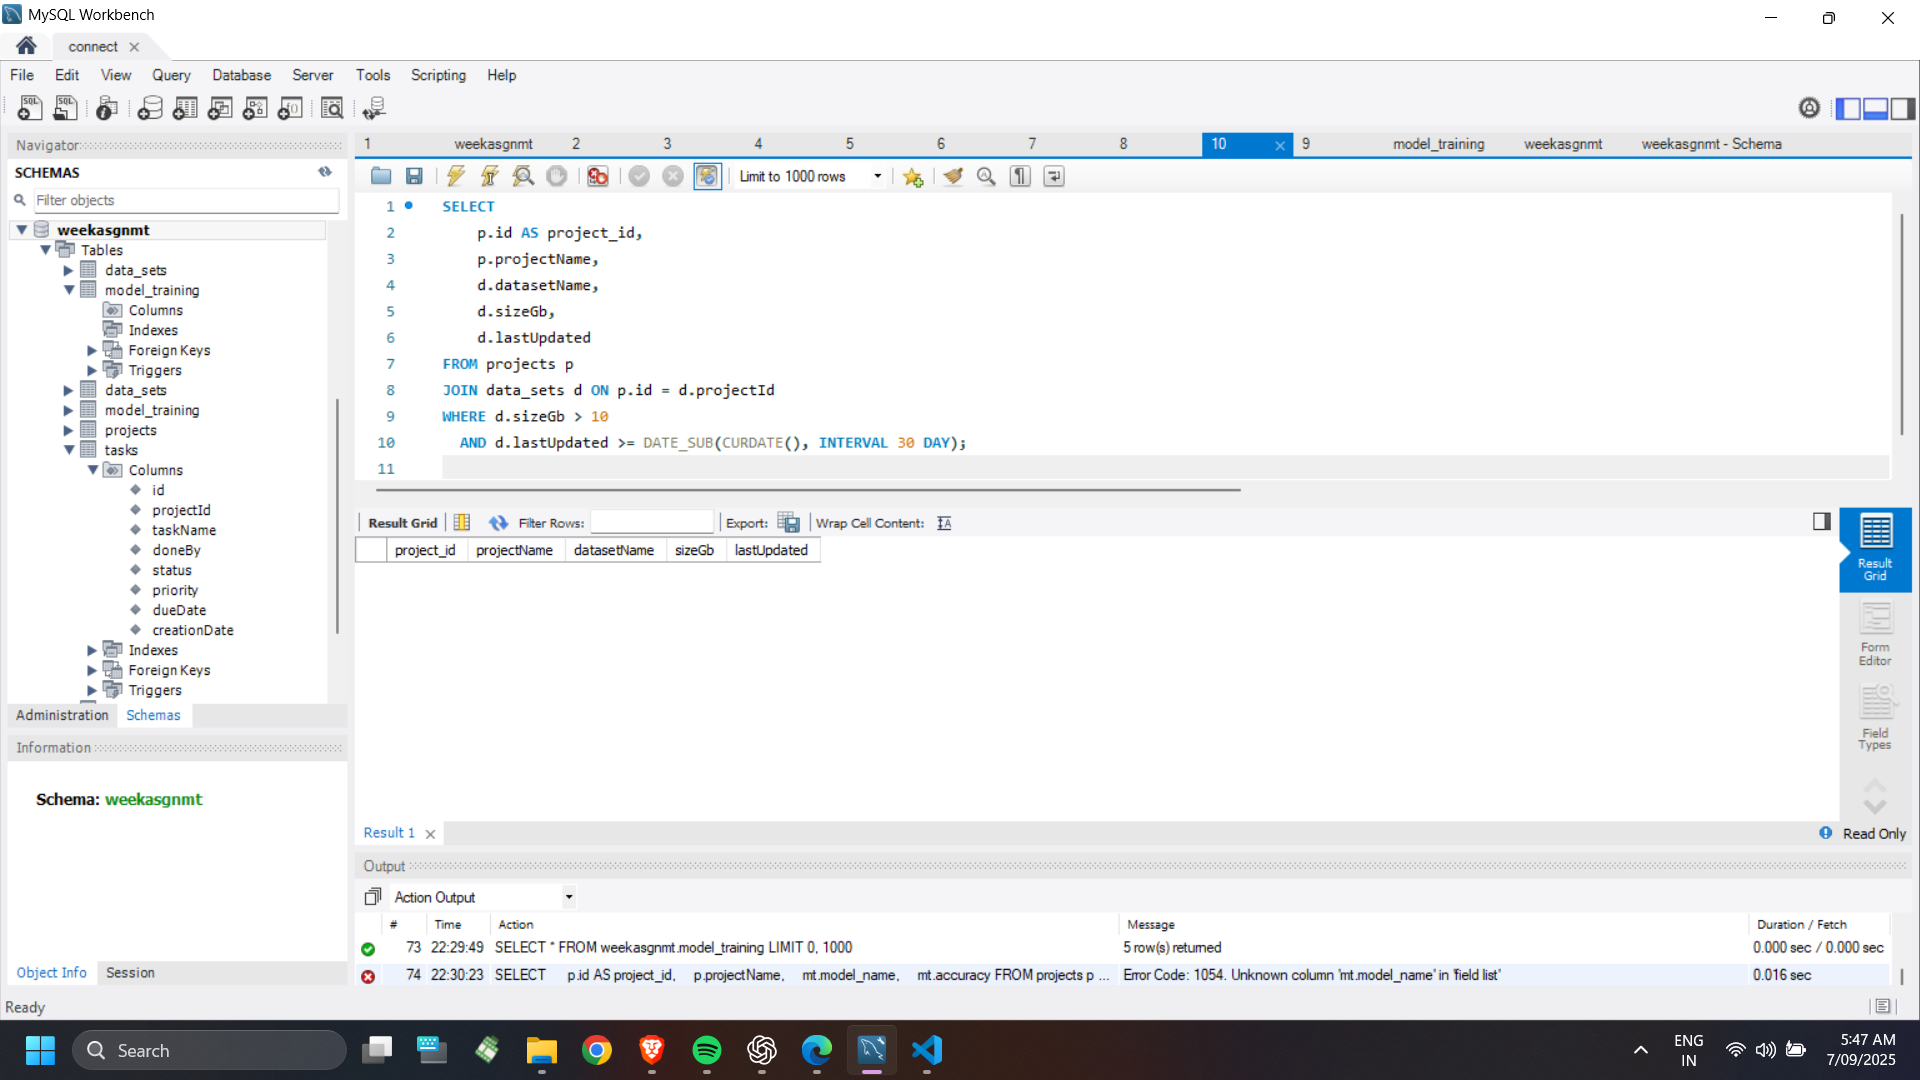 MySQL Workbench
connect
File Edit View Query Database Server Tools Scripting Help
Navigator
1 weekasgnmt 2 3 4 5 6 7 8 10 9 model_training weekasgnmt weekasgnmt - Schema
SCHEMAS
Limit to 1000 rows
Filter objects
weekasgnmt
Tables
data_sets
model_training
Columns
Indexes
Foreign Keys
Triggers
data_sets
model_training
projects
tasks
Columns
id
projectId
taskName
doneBy
status
priority
dueDate
creationDate
Indexes
Foreign Keys
Triggers
Administration Schemas
Information
Schema: weekasgnmt
Object Info Session
Ready
1 SELECT
2 p.id AS project_id,
3 p.projectName,
4 d.datasetName,
5 d.sizeGb,
6 d.lastUpdated
7 FROM projects p
8 JOIN data_sets d ON p.id = d.projectId
9 WHERE d.sizeGb > 10
10 AND d.lastUpdated >= DATE_SUB(CURDATE(), INTERVAL 30 DAY);
11
Result Grid Filter Rows: Export: Wrap Cell Content:
project_id projectName datasetName sizeGb lastUpdated
Result Grid
Form Editor
Field Types
Result 1
Read Only
Output
Action Output
# Time Action Message Duration / Fetch
73 22:29:49 SELECT * FROM weekasgnmt.model_training LIMIT 0, 1000 5 row(s) returned 0.000 sec / 0.000 sec
74 22:30:23 SELECT p.id AS project_id, p.projectName, mt.model_name, mt.accuracy FROM projects p ... Error Code: 1054. Unknown column 'mt.model_name' in 'field list' 0.016 sec
Search
ENG
IN
5:47 AM
7/09/2025